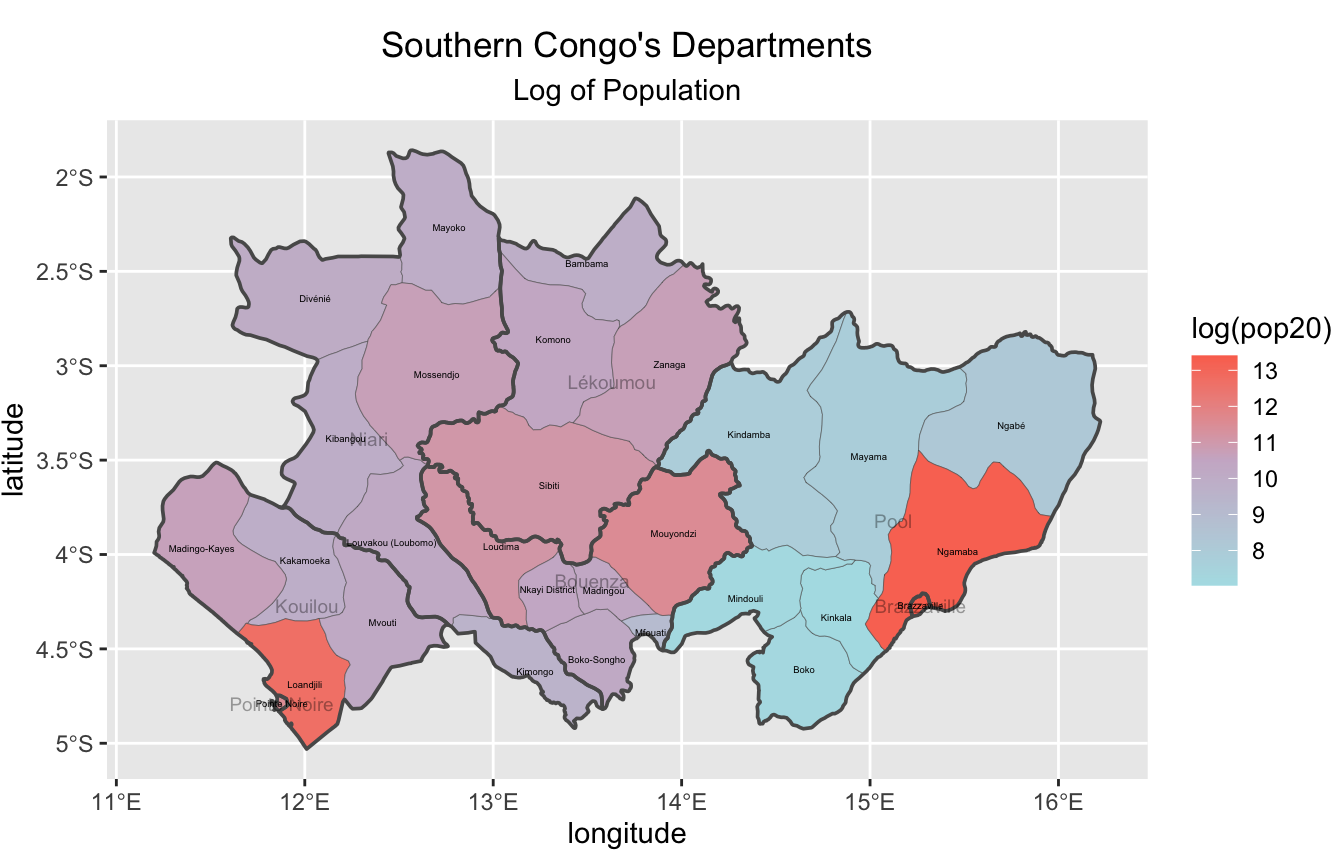 Southern Congo's Departments
Log of Population
2°S
2.5°S
3°S
3.5°S
4°S
4.5°S
5°S
latitude
Mayoko
Bambama
Divénié
Komono
Zanaga
Mossendjo
Lékoumou
Kibangou
Niari
Kindamba
Ngabé
Mayama
Sibiti
Mouyondzi
Pool
Madingo-Kayes
Louvakou (Loubomo)
Loudima
Ngamaba
Kakamoeka
Bouenza
Nkayi District
Madingou
Mindouli
Kouilou
Brazzaville
Brazzaville
Kinkala
Mvouti
Mfouati
Boko-Songho
Kimongo
Boko
Loandjili
Pointe Noire
Pointe Noire
11°E
12°E
13°E
14°E
15°E
16°E
longitude
log(pop20)
13
12
11
10
9
8